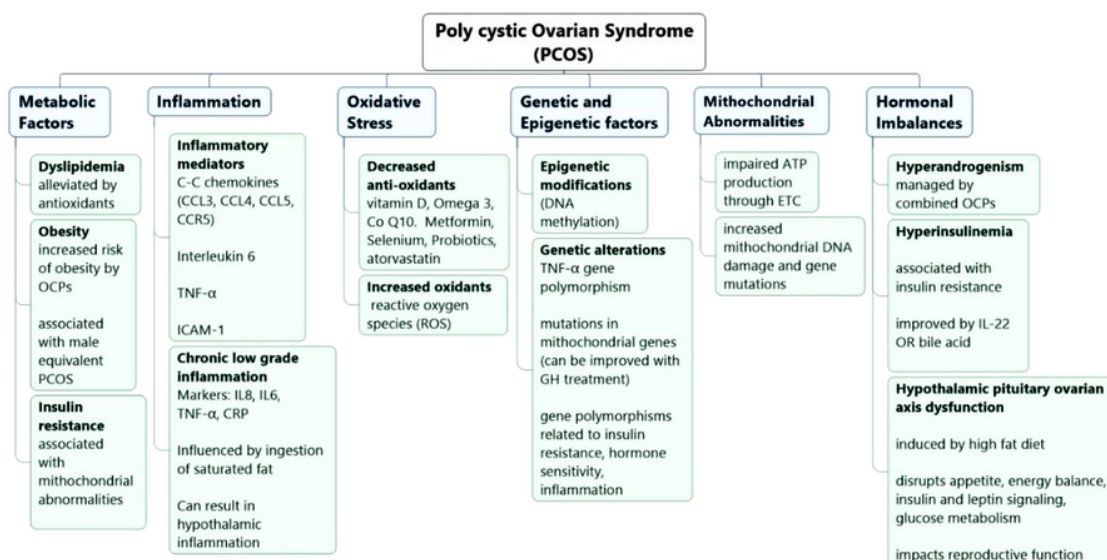 Poly cystic Ovarian Syndrome
(PCOS)
Metabolic
Factors
Dyslipidemia
alleviated by
antioxidants
Obesity
increased risk
of obesity by
OCPs
associated
with male
equivalent
PCOS
Insulin
resistance
associated
with
mithochondrial
abnormalities
Inflammation
Inflammatory
mediators
C-C chemokines
(CCL3, CCL4, CCL5,
CCR5)
Interleukin 6
TNF-α
ICAM-1
Chronic low grade
inflammation
Markers: IL8, IL6,
TNF-α, CRP
Influenced by ingestion
of saturated fat
Can result in
hypothalamic
inflammation
Oxidative
Stress
Decreased
anti-oxidants
vitamin D, Omega 3,
Co Q10. Metformin,
Selenium, Probiotics,
atorvastatin
Increased oxidants
reactive oxygen
species (ROS)
Genetic and
Epigenetic factors
Epigenetic
modifications
(DNA
methylation)
Genetic alterations
TNF-α gene
polymorphism
mutations in
mitochondrial genes
(can be improved with
GH treatment)
gene polymorphisms
related to insulin
resistance, hormone
sensitivity,
inflammation
Mithochondrial
Abnormalities
impaired ATP
production
through ETC
increased
mithochondrial DNA
damage and gene
mutations
Hormonal
Imbalances
Hyperandrogenism
managed by
combined OCPs
Hyperinsulinemia
associated with
insulin resistance
improved by IL-22
OR bile acid
Hypothalamic pituitary ovarian
axis dysfunction
induced by high fat diet
disrupts appetite, energy balance,
insulin and leptin signaling,
glucose metabolism
impacts reproductive function